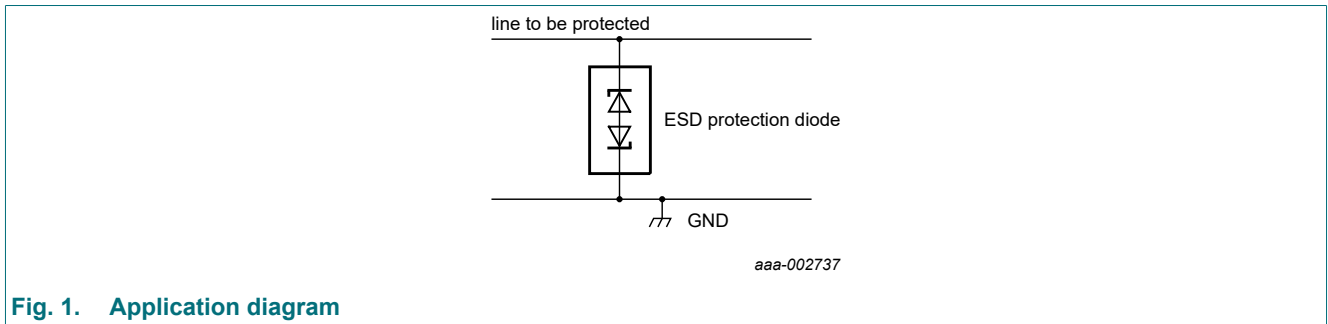 line to be protected
ESD protection diode
GND
aaa-002737
Fig. 1. Application diagram